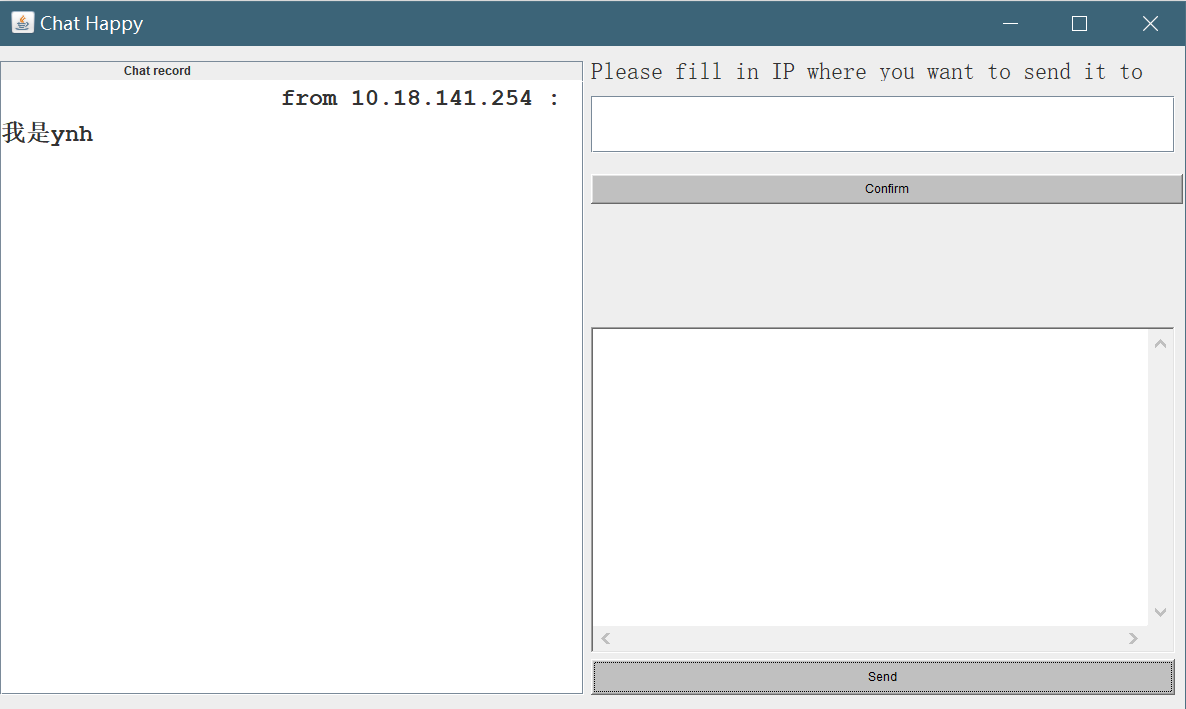 Chat Happy
Chat record
from 10.18.141.254 :
我是ynh
Please fill in IP where you want to send it to
Confirm
Send